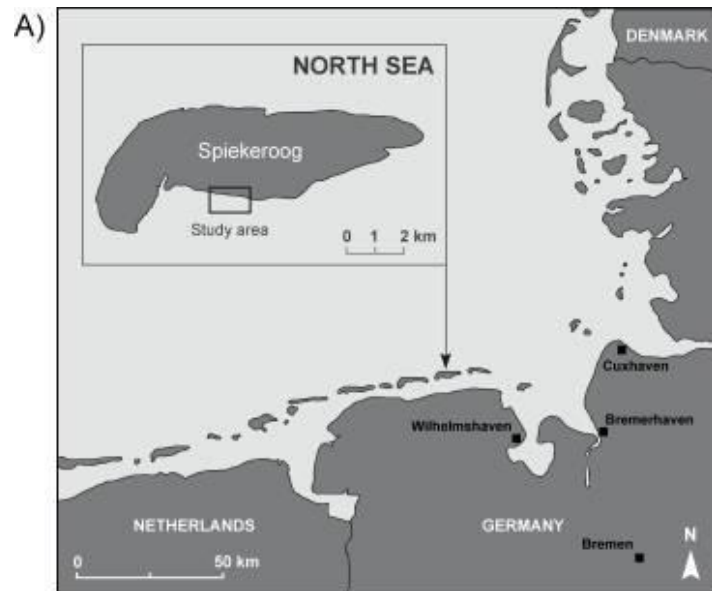 A)
DENMARK
NORTH SEA
Spiekeroog
Study area
0 1 2 km
Cuxhaven
Wilhelmshaven
Bremerhaven
NETHERLANDS
GERMANY
N
Bremen
0 50 km